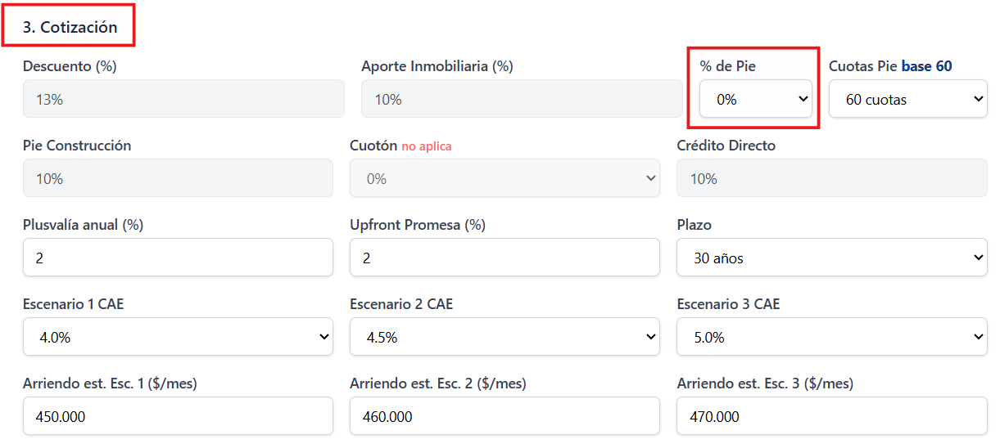 3. Cotización
Descuento (%) Aporte Inmobiliaria (%) % de Pie Cuotas Pie base 60
13% 10% 0% 60 cuotas
Pie Construcción Cuotón no aplica Crédito Directo
10% 0% 10%
Plusvalía anual (%) Upfront Promesa (%) Plazo
2 2 30 años
Escenario 1 CAE Escenario 2 CAE Escenario 3 CAE
4.0% 4.5% 5.0%
Arriendo est. Esc. 1 ($/mes) Arriendo est. Esc. 2 ($/mes) Arriendo est. Esc. 3 ($/mes)
450.000 460.000 470.000